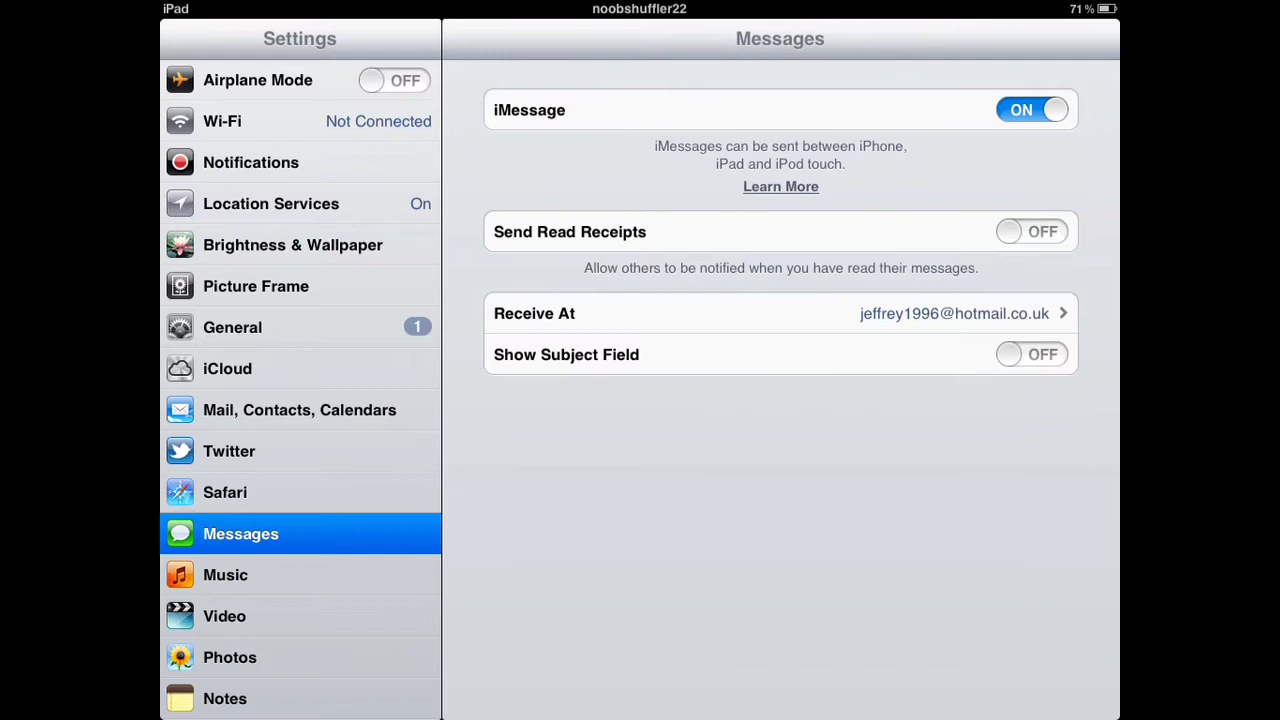 iPad noobshuffler22 71 %
Settings
Messages
Airplane Mode OFF
Wi-Fi Not Connected
Notifications
Location Services On
Brightness & Wallpaper
Picture Frame
General 1
iCloud
Mail, Contacts, Calendars
Twitter
Safari
Messages
Music
Video
Photos
Notes
iMessage ON
iMessages can be sent between iPhone,
iPad and iPod touch.
Learn More
Send Read Receipts OFF
Allow others to be notified when you have read their messages.
Receive At jeffrey1996@hotmail.co.uk
Show Subject Field OFF